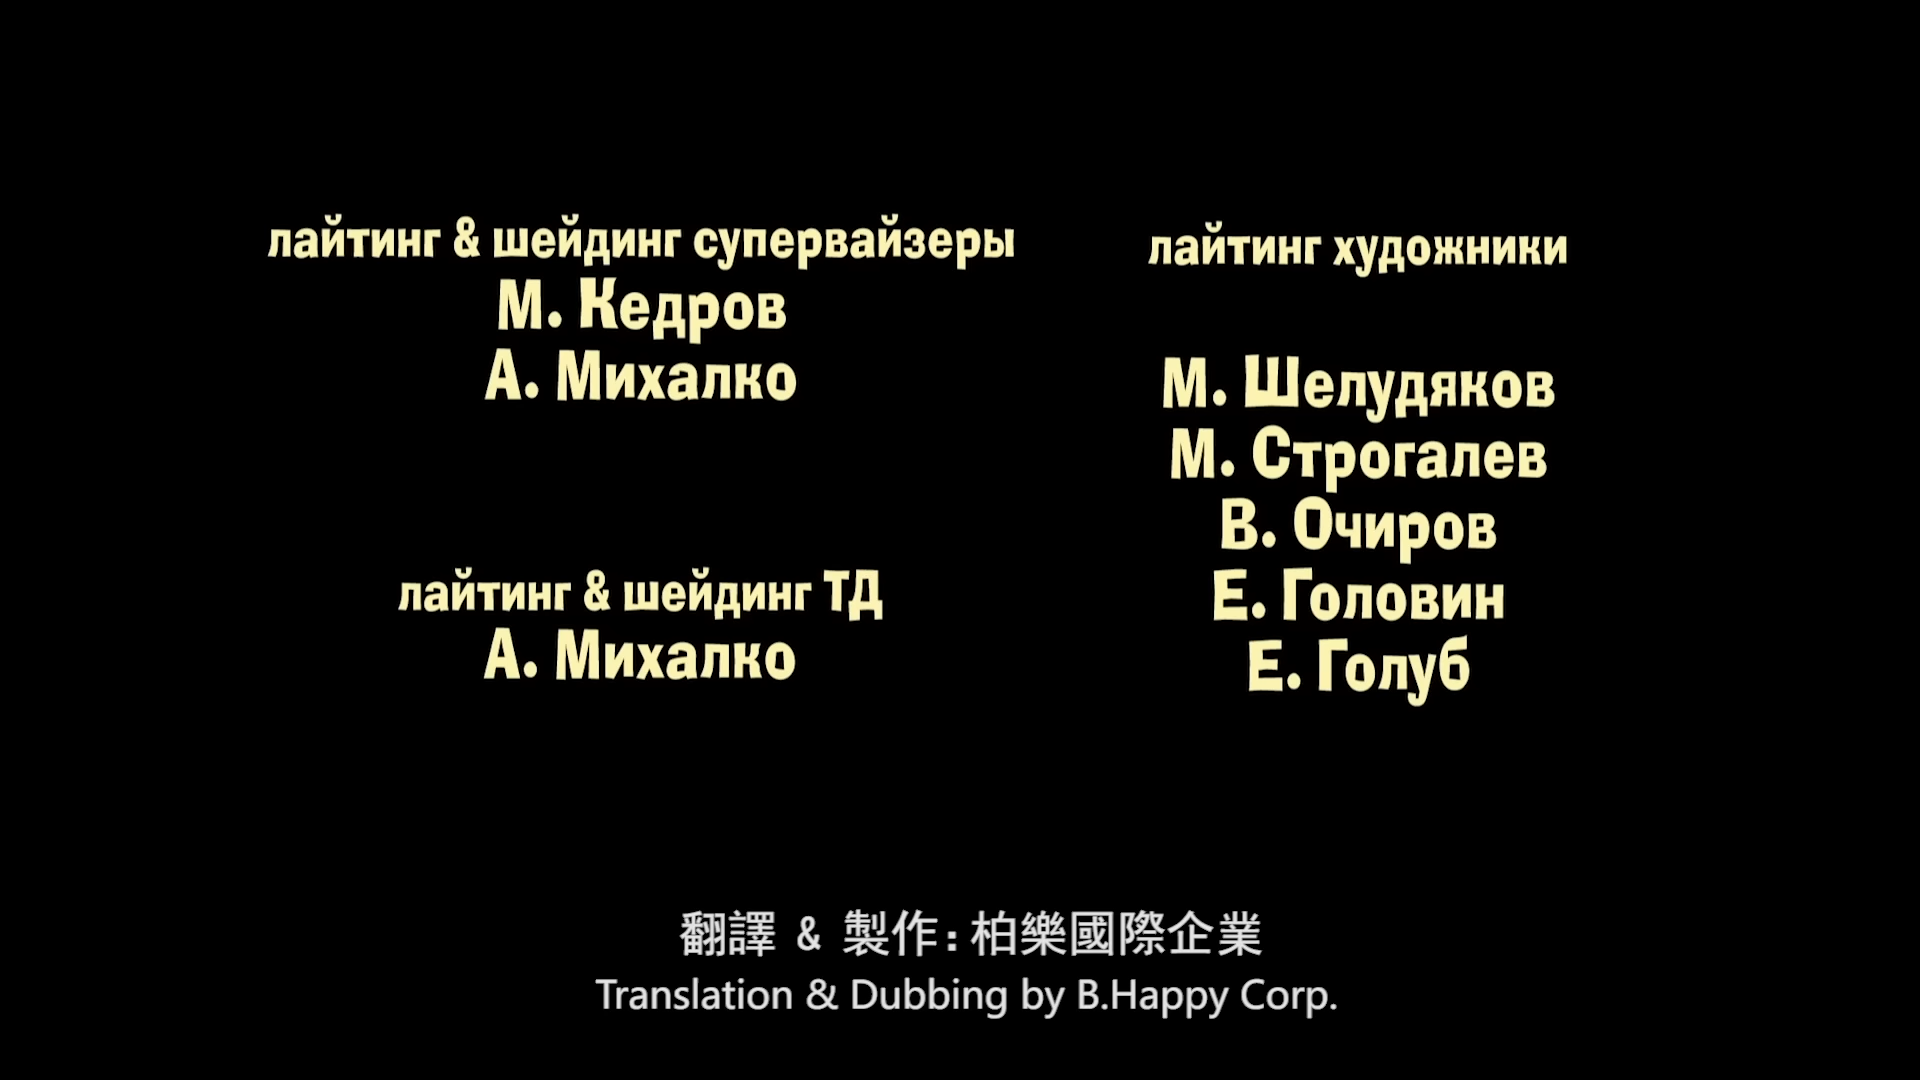 лайтинг & шейдинг супервайзеры
М. Кедров
А. Михалко
лайтинг & шейдинг ТД
А. Михалко
лайтинг художники
М. Шелудяков
М. Строгалев
В. Очиров
Е. Головин
Е. Голуб
翻譯 & 製作: 柏樂國際企業
Translation & Dubbing by B.Happy Corp.